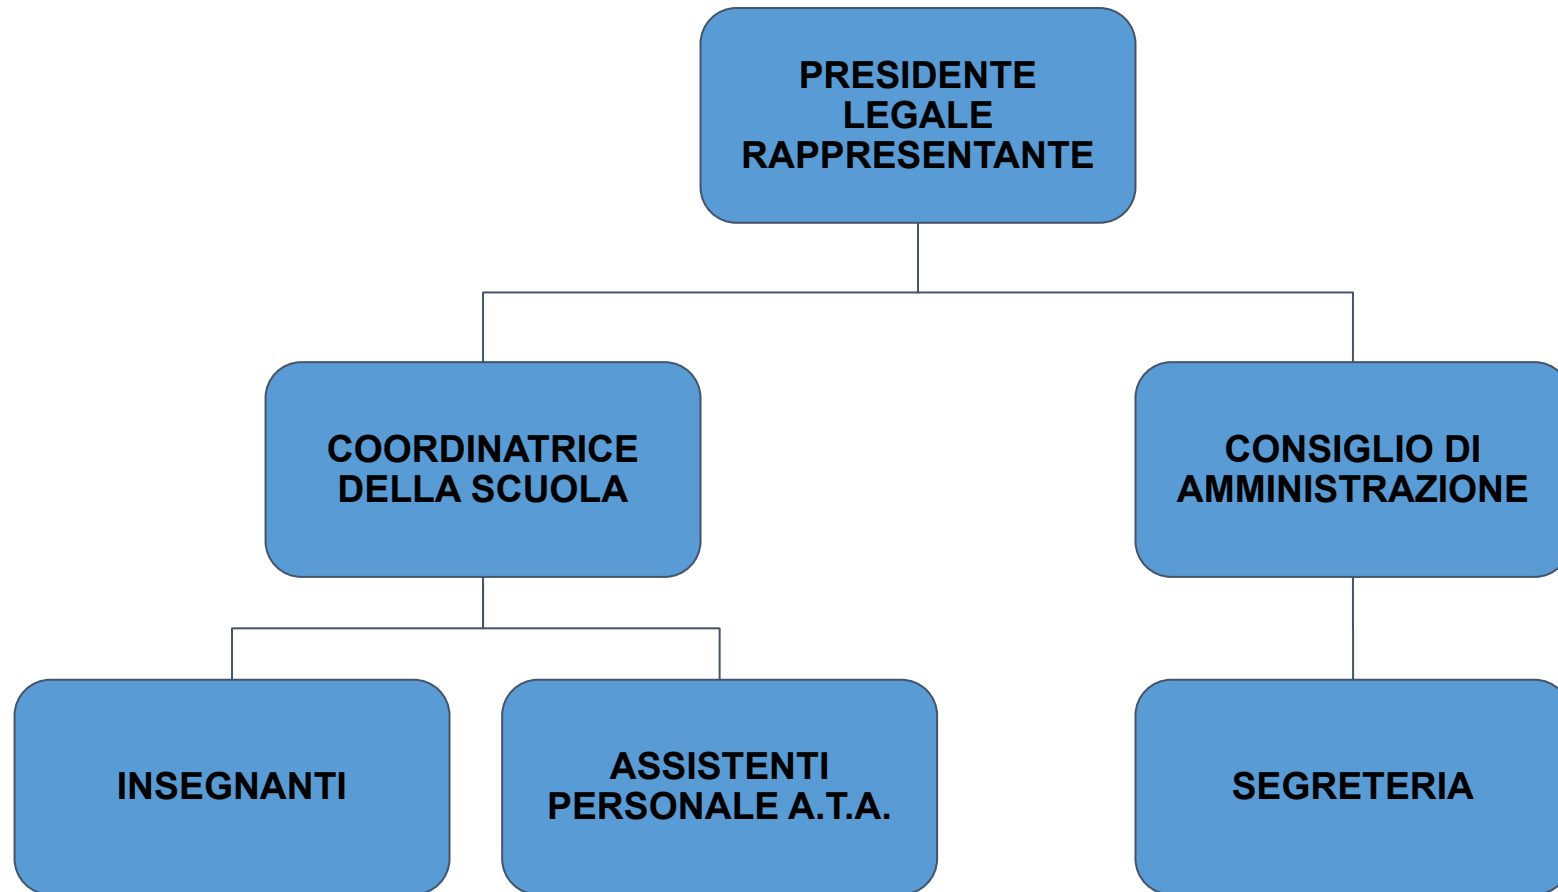 PRESIDENTE
LEGALE
RAPPRESENTANTE
COORDINATRICE
DELLA SCUOLA
CONSIGLIO DI
AMMINISTRAZIONE
INSEGNANTI
ASSISTENTI
PERSONALE A.T.A.
SEGRETERIA